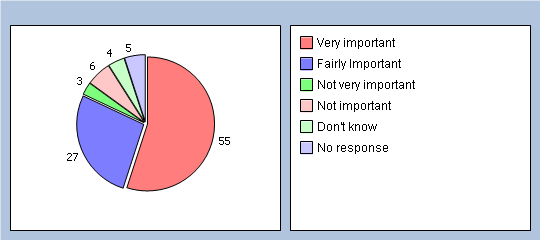 5
4
6
3
55
27
Very important
Fairly Important
Not very important
Not important
Don't know
No response